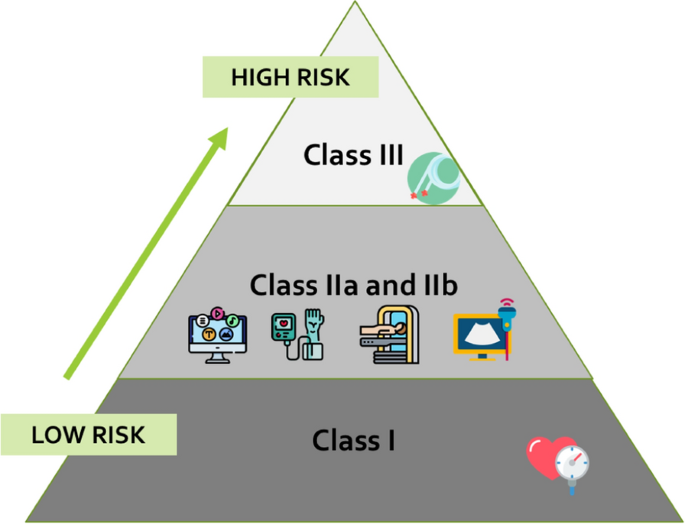 HIGH RISK
Class III
Class IIa and IIb
LOW RISK
Class I